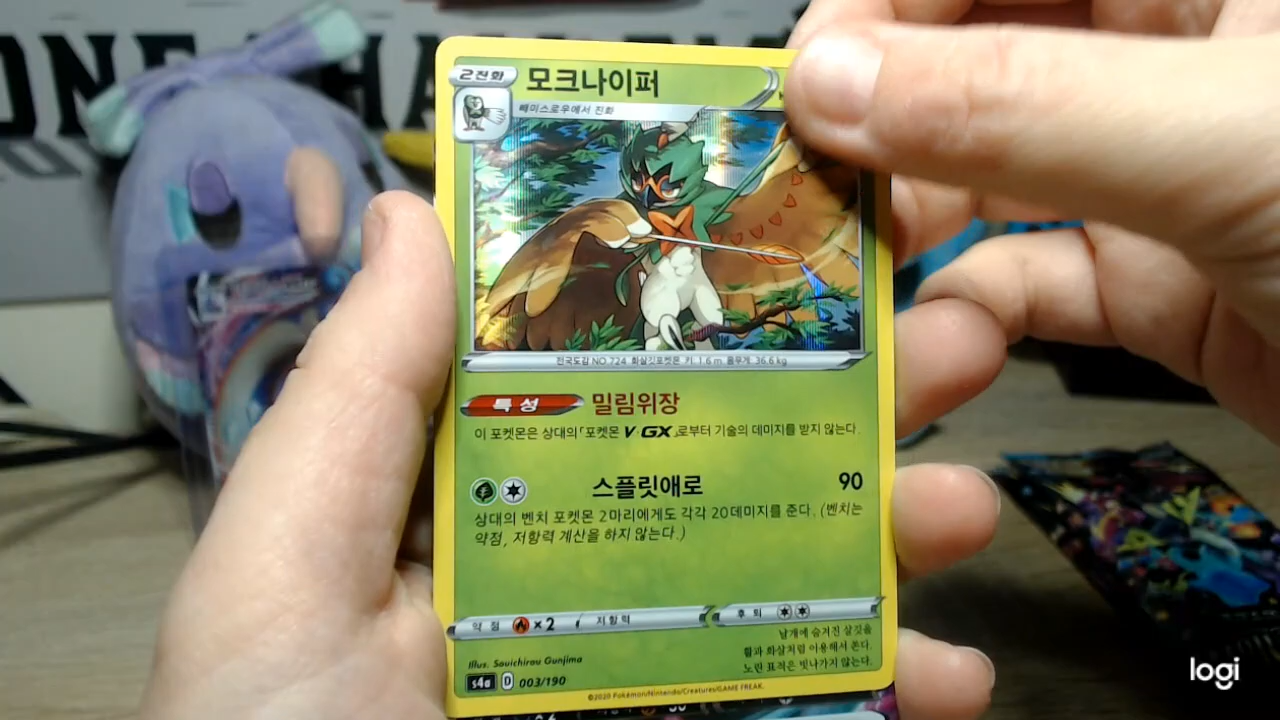 2진화
모크나이퍼
빼미스로우에서 진화
전국도감 NO.724 화살깃포켓몬 키: 1.6 m 몸무게: 36.6 kg
특성 밀림위장
이 포켓몬은 상대의 「포켓몬 V GX」로부터 기술의 데미지를 받지 않는다.
스플릿애로 90
상대의 벤치 포켓몬 2마리에게도 각각 20데미지를 준다. (벤치는
약점, 저항력 계산을 하지 않는다.)
약점 ×2 저항력 후퇴
날개에 숨겨진 살깃을
활과 화살처럼 이용해서 쏜다.
노린 표적은 빗나가지 않는다.
Illus. Souichirou Gunjima
s4a D 003/190
©2020 Pokémon/Nintendo/Creatures/GAME FREAK.
logi